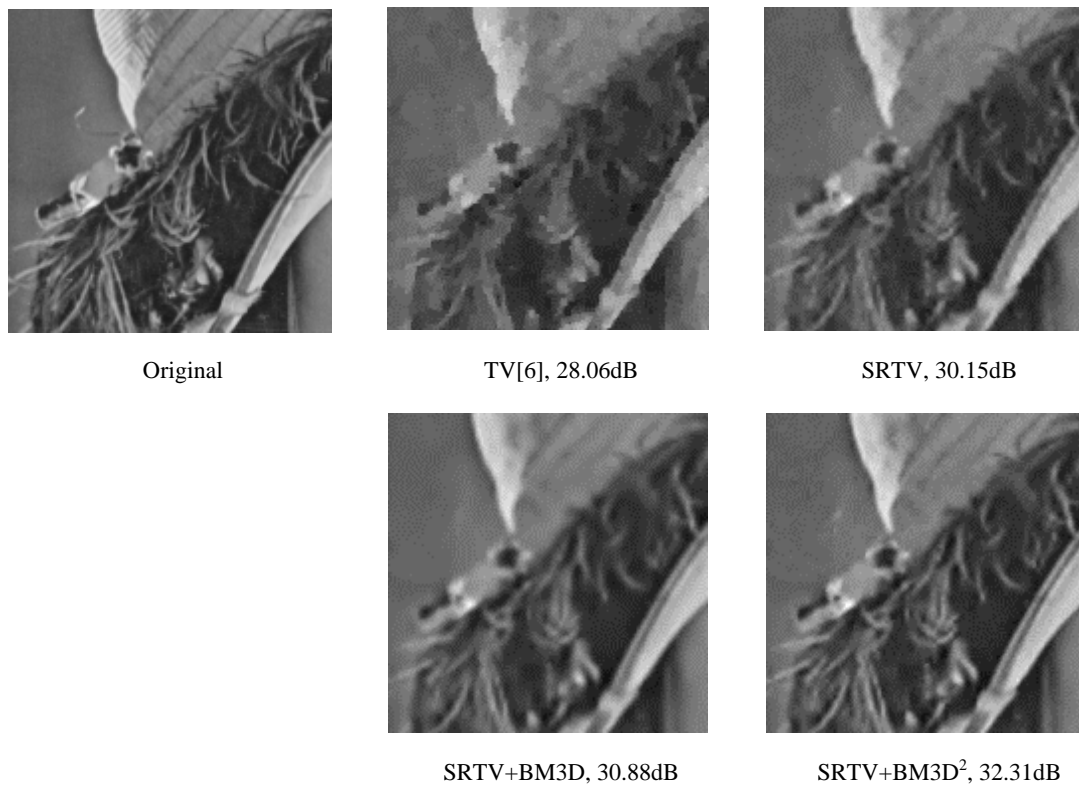 Original
TV[6], 28.06dB
SRTV, 30.15dB
SRTV+BM3D, 30.88dB
SRTV+BM3D², 32.31dB